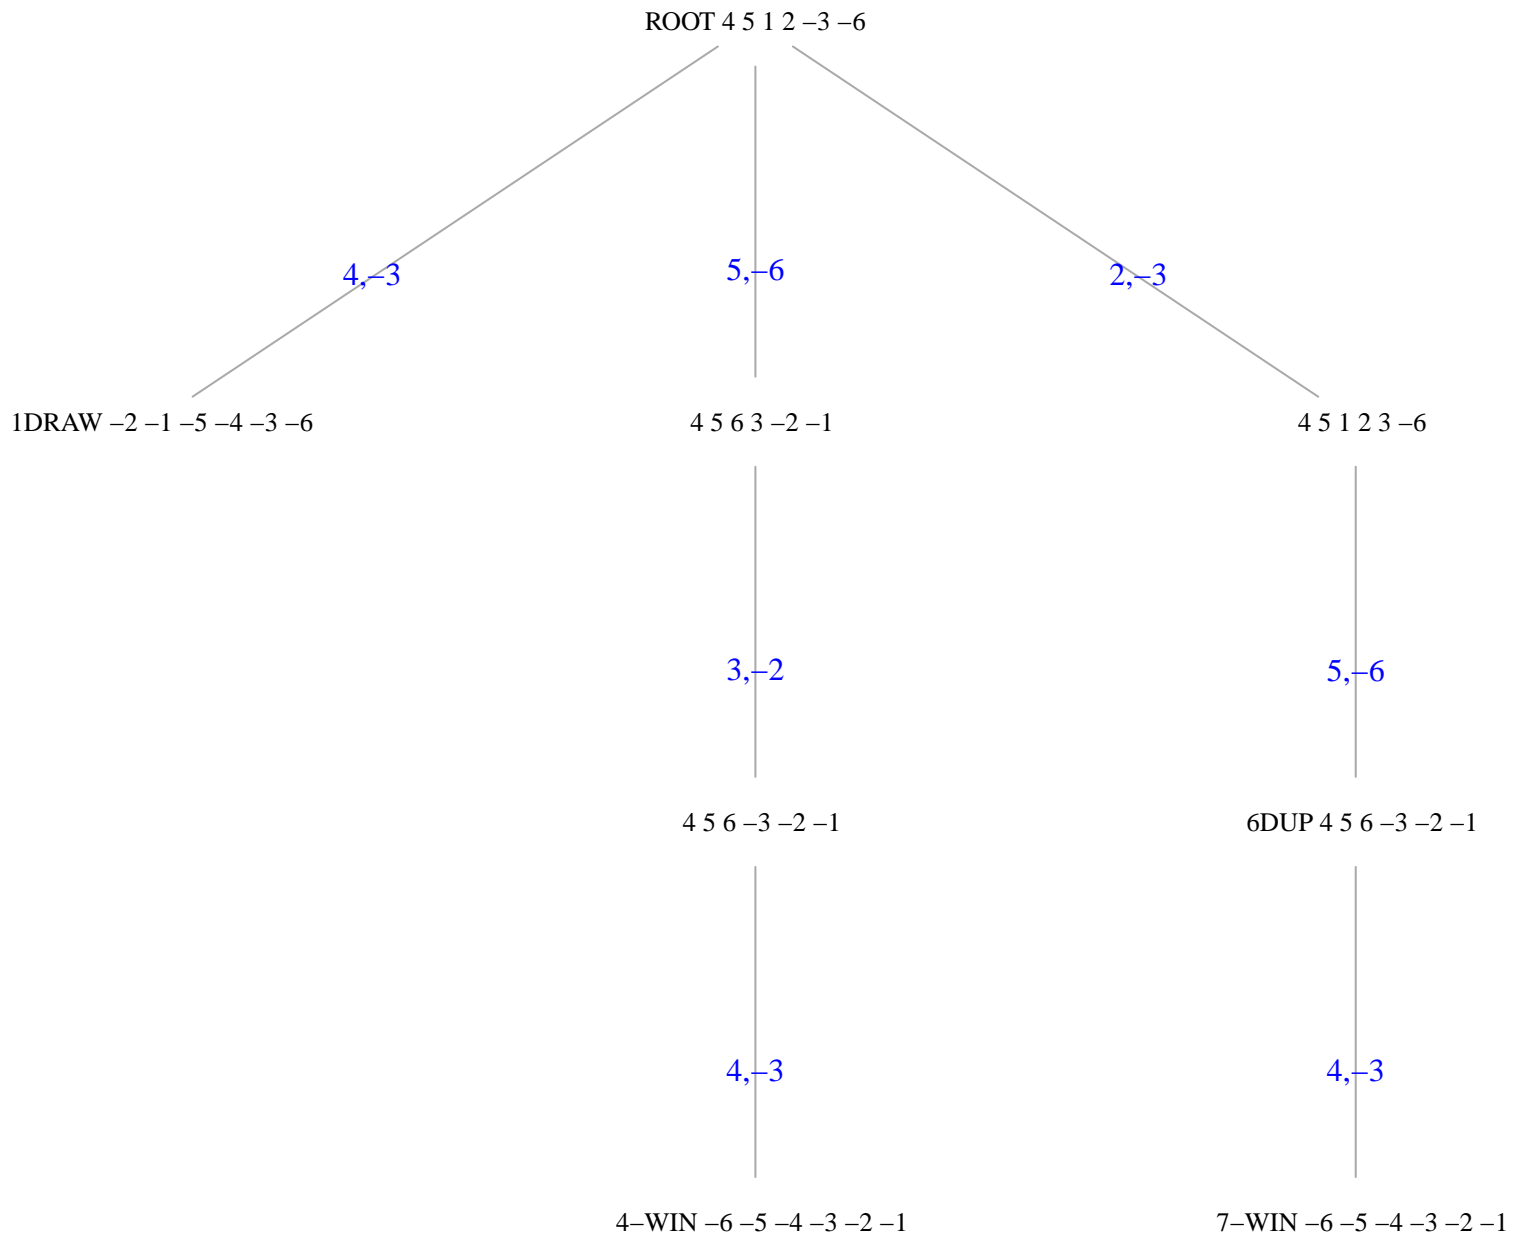 ROOT 4 5 1 2 −3 −6
4,−3
5,−6
2,−3
1DRAW −2 −1 −5 −4 −3 −6
4 5 6 3 −2 −1
4 5 1 2 3 −6
3,−2
5,−6
4 5 6 −3 −2 −1
6DUP 4 5 6 −3 −2 −1
4,−3
4,−3
4−WIN −6 −5 −4 −3 −2 −1
7−WIN −6 −5 −4 −3 −2 −1